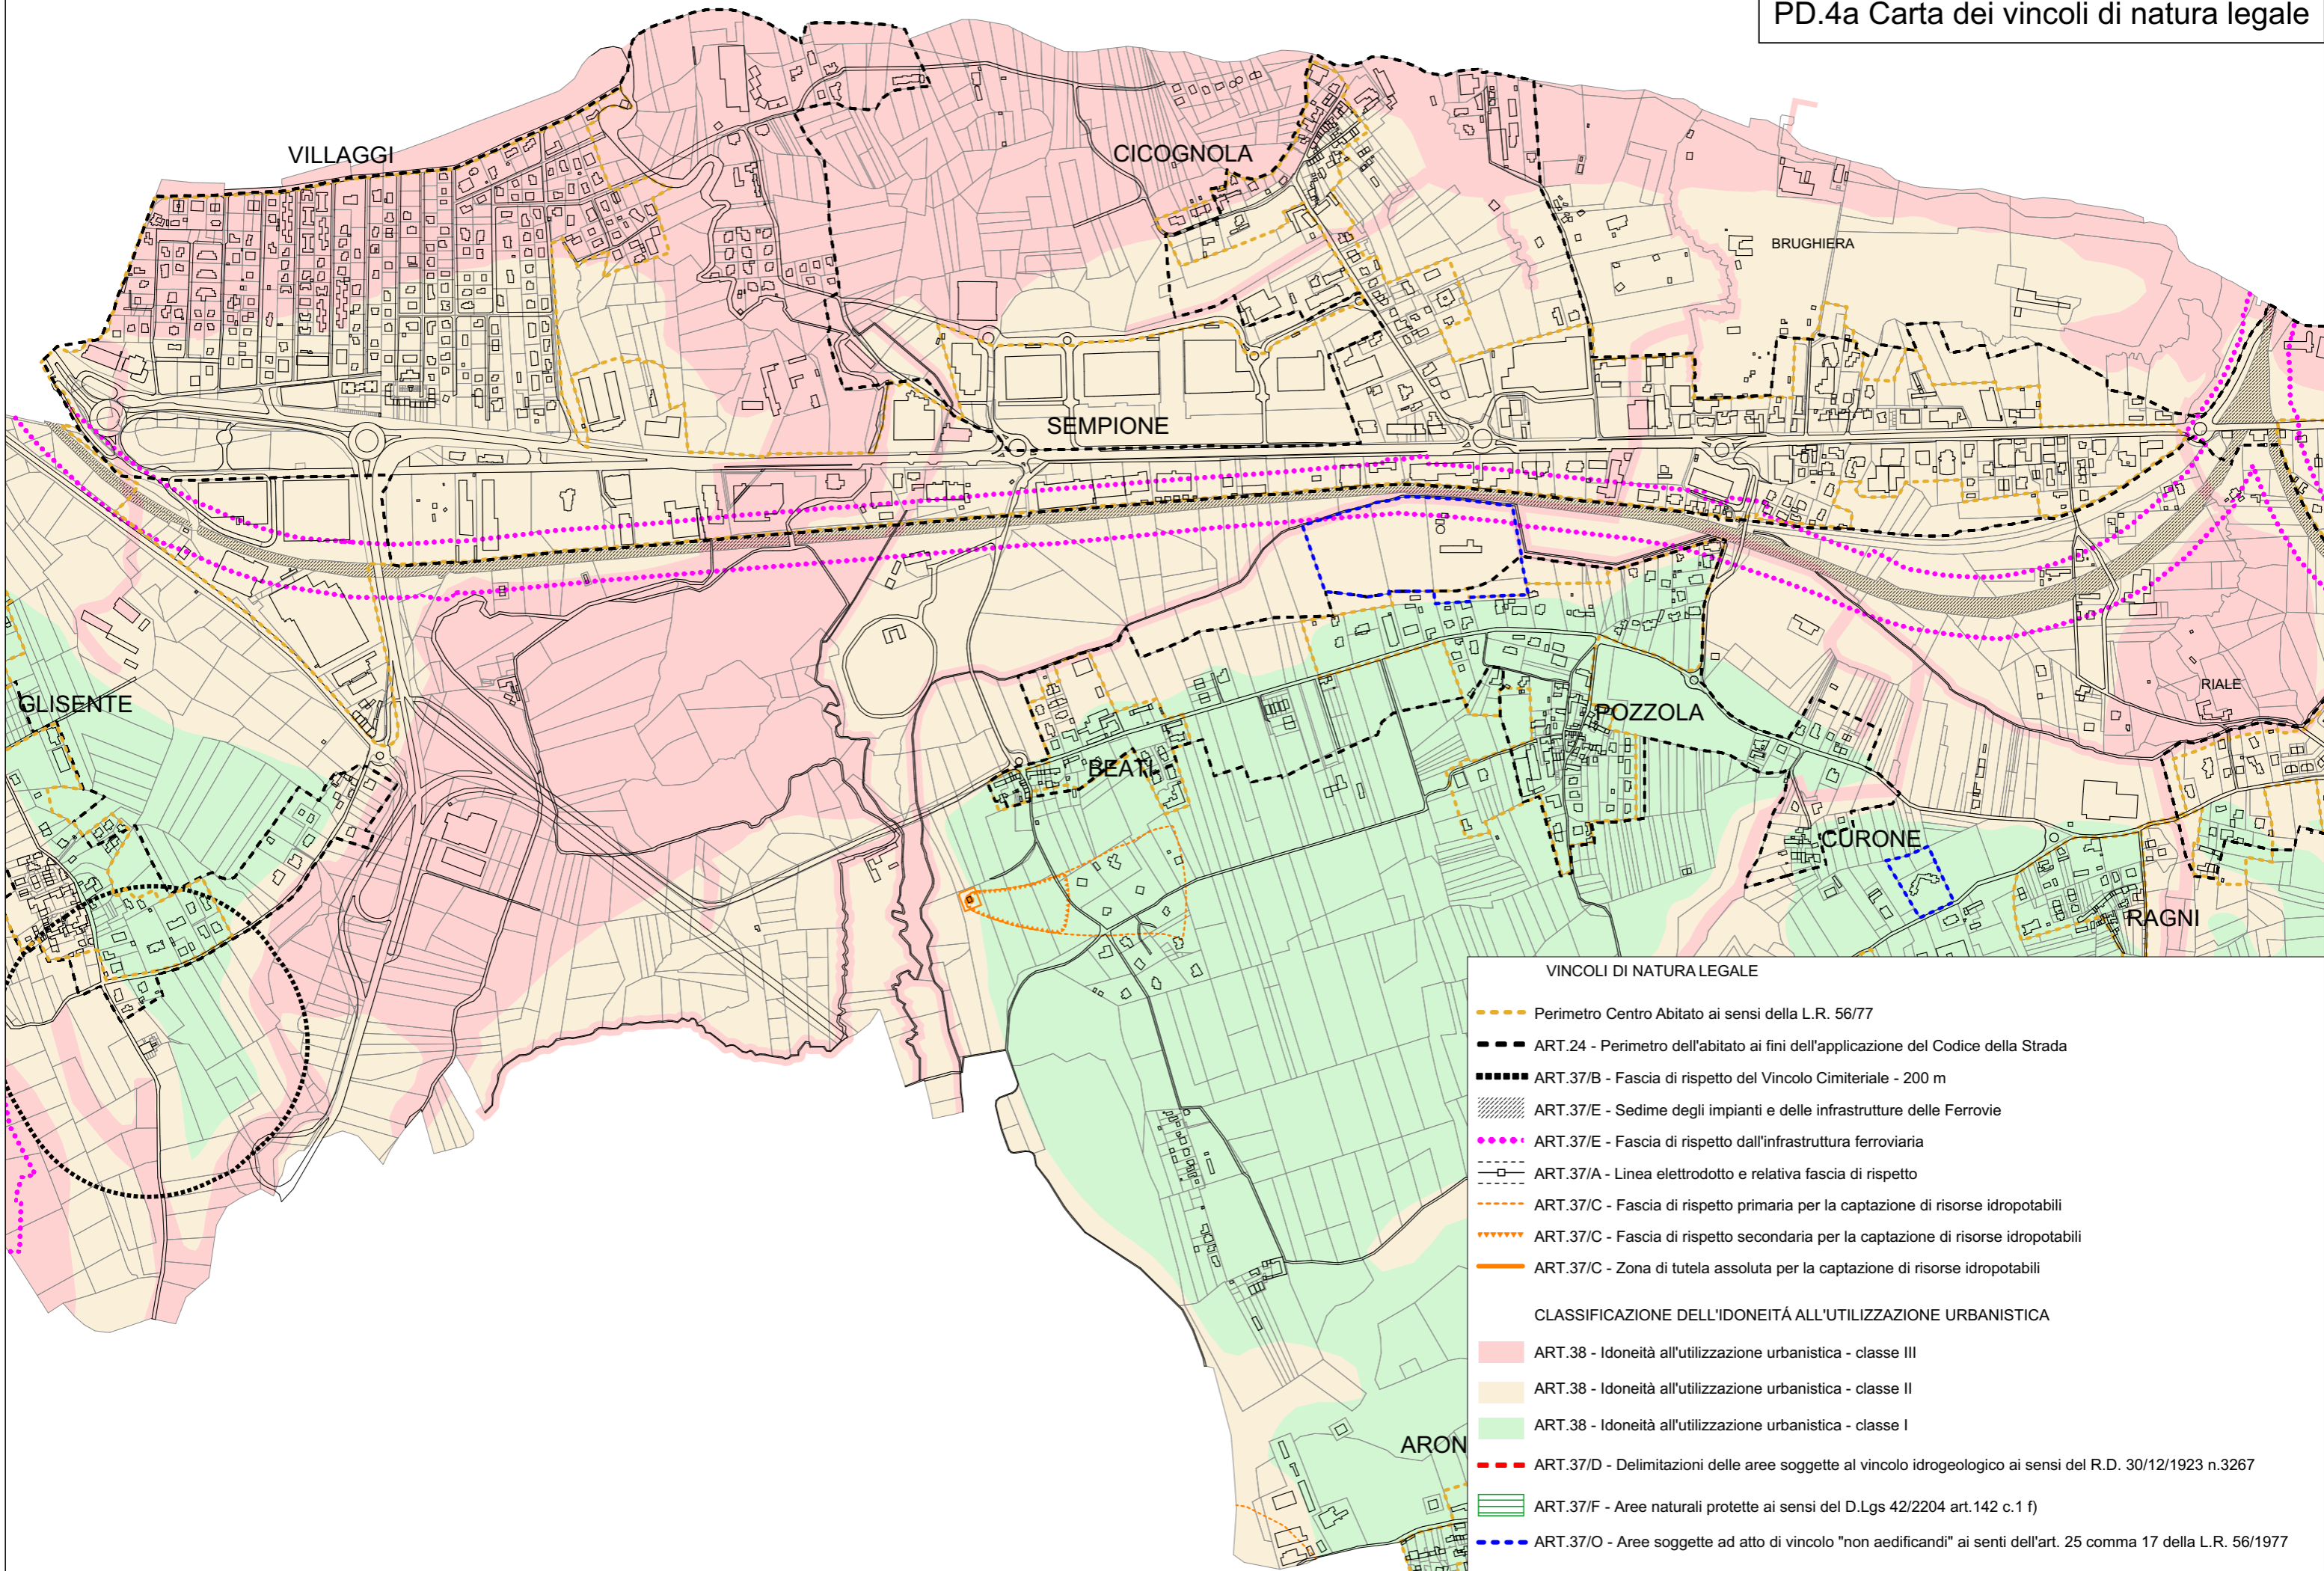 PD.4a Carta dei vincoli di natura legale
VILLAGGI
CICOGNOLA
BRUGHIERA
SEMPIONE
GLISENTE
POZZOLA
RIALE
BEATI
CURONE
RAGNI
ARON
VINCOLI DI NATURA LEGALE
Perimetro Centro Abitato ai sensi della L.R. 56/77
ART.24 - Perimetro dell'abitato ai fini dell'applicazione del Codice della Strada
ART.37/B - Fascia di rispetto del Vincolo Cimiteriale - 200 m
ART.37/E - Sedime degli impianti e delle infrastrutture delle Ferrovie
ART.37/E - Fascia di rispetto dall'infrastruttura ferroviaria
ART.37/A - Linea elettrodotto e relativa fascia di rispetto
ART.37/C - Fascia di rispetto primaria per la captazione di risorse idropotabili
ART.37/C - Fascia di rispetto secondaria per la captazione di risorse idropotabili
ART.37/C - Zona di tutela assoluta per la captazione di risorse idropotabili
CLASSIFICAZIONE DELL'IDONEITÁ ALL'UTILIZZAZIONE URBANISTICA
ART.38 - Idoneità all'utilizzazione urbanistica - classe III
ART.38 - Idoneità all'utilizzazione urbanistica - classe II
ART.38 - Idoneità all'utilizzazione urbanistica - classe I
ART.37/D - Delimitazioni delle aree soggette al vincolo idrogeologico ai sensi del R.D. 30/12/1923 n.3267
ART.37/F - Aree naturali protette ai sensi del D.Lgs 42/2204 art.142 c.1 f)
ART.37/O - Aree soggette ad atto di vincolo "non aedificandi" ai senti dell'art. 25 comma 17 della L.R. 56/1977